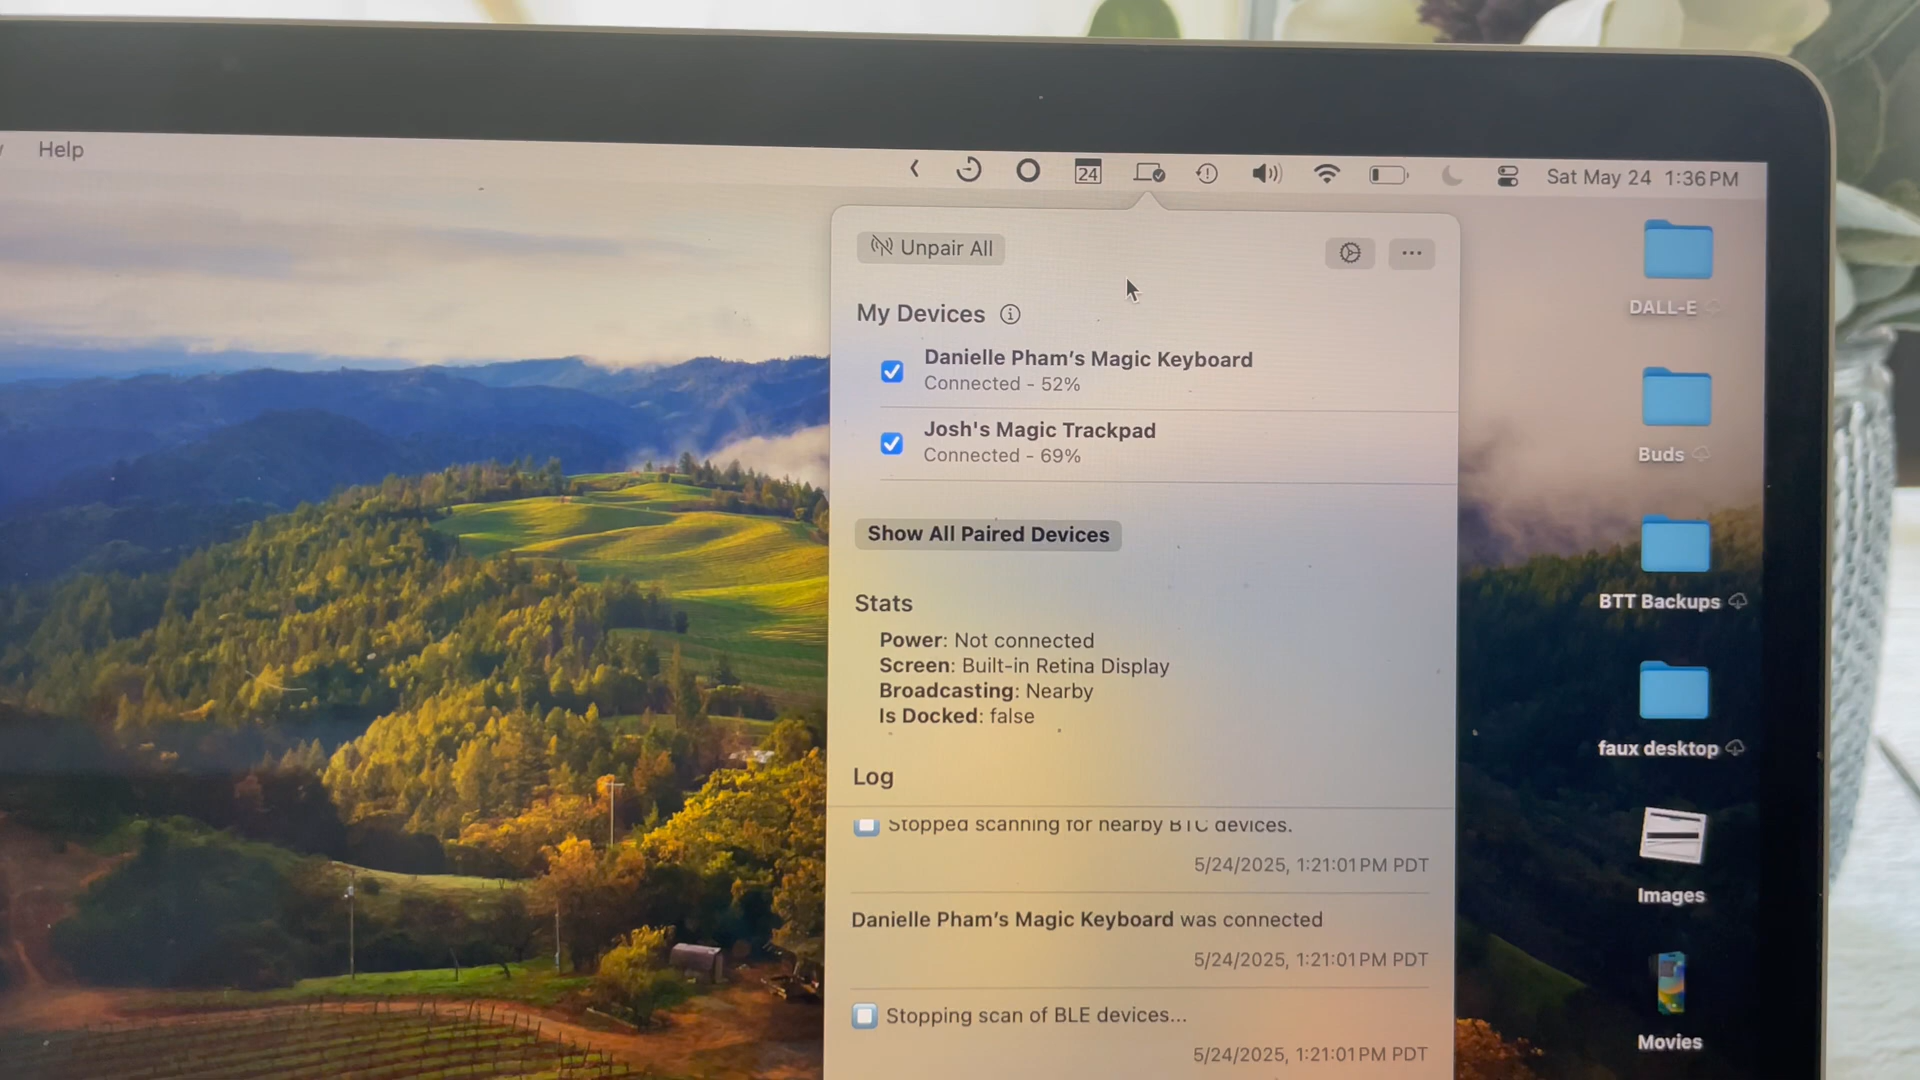 Help
24
Sat May 24 1:36 PM
Unpair All
My Devices
Danielle Pham's Magic Keyboard
Connected - 52%
Josh's Magic Trackpad
Connected - 69%
Show All Paired Devices
Stats
Power: Not connected
Screen: Built-in Retina Display
Broadcasting: Nearby
Is Docked: false
Log
Stopped scanning for nearby BTC devices.
5/24/2025, 1:21:01 PM PDT
Danielle Pham's Magic Keyboard was connected
5/24/2025, 1:21:01 PM PDT
Stopping scan of BLE devices...
5/24/2025, 1:21:01 PM PDT
DALL-E
Buds
BTT Backups
faux desktop
Images
Movies